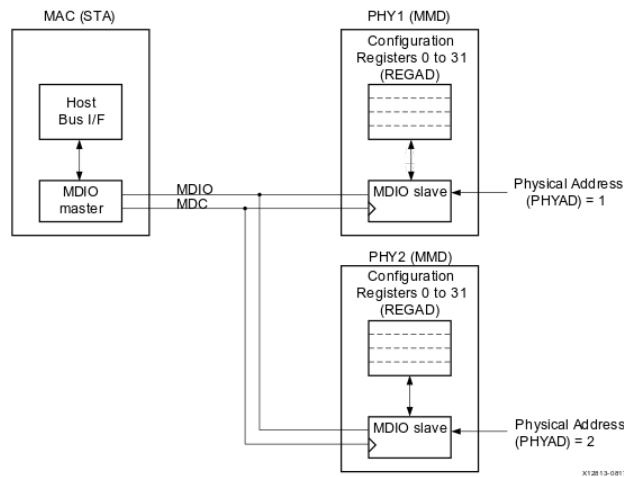 MAC (STA)
Host
Bus I/F
MDIO
master
MDIO
MDC
PHY1 (MMD)
Configuration
Registers 0 to 31
(REGAD)
MDIO slave
Physical Address
(PHYAD) = 1
PHY2 (MMD)
Configuration
Registers 0 to 31
(REGAD)
MDIO slave
Physical Address
(PHYAD) = 2